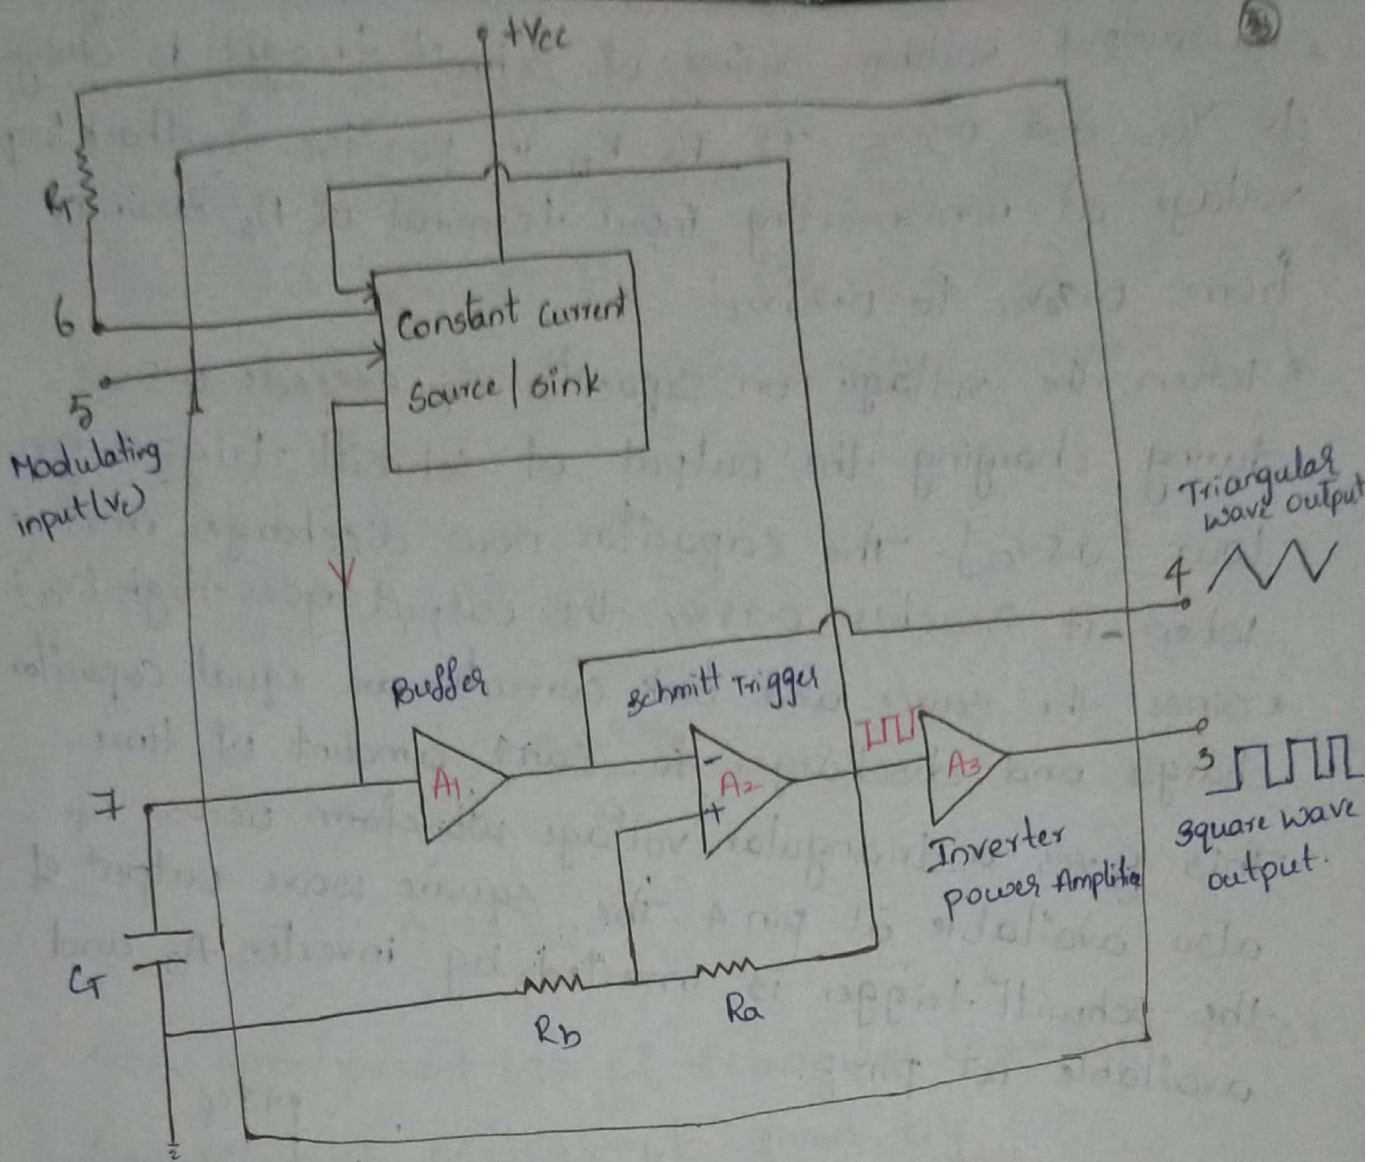 +Vcc
RT
6
5
Modulating
input (Vc)
Constant Current
Source / Sink
Triangular
wave output
4
Buffer
Schmitt Trigger
7
A1
-
A2
+
A3
3
Square wave
output.
Inverter
power Amplifier
CT
Rb
Ra